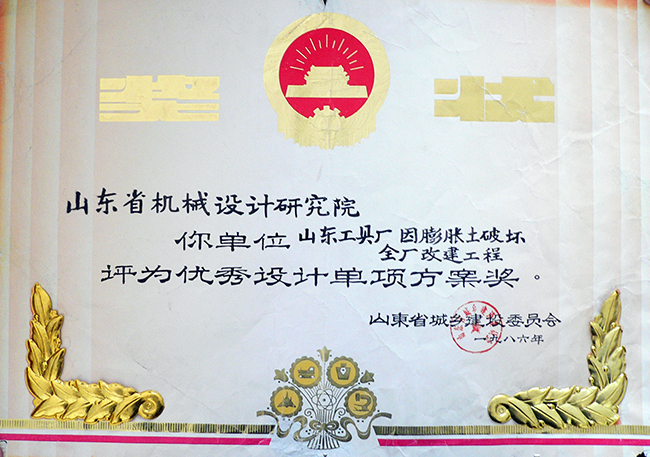 奖 状
山东省机械设计研究院
你单位 山东工具厂 因膨胀土破坏
全厂改建工程
评为优秀设计单项方案奖。
山東省城乡建设委员会
一九八六年